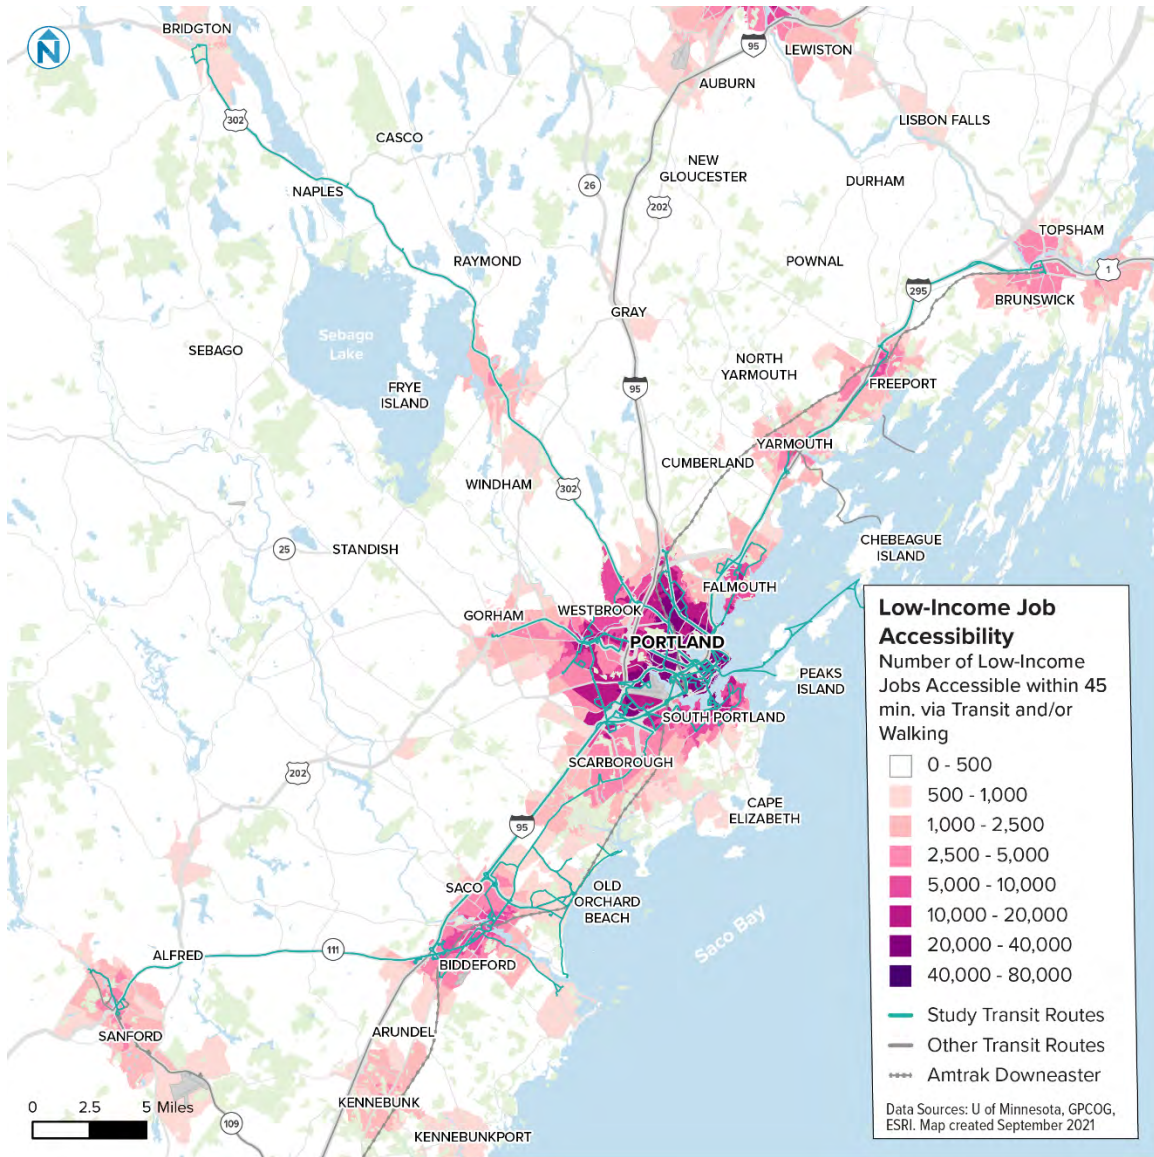 N
BRIDGTON
95
LEWISTON
AUBURN
302
LISBON FALLS
CASCO
NEW
GLOUCESTER
DURHAM
26
NAPLES
202
TOPSHAM
RAYMOND
POWNAL
1
295
BRUNSWICK
GRAY
Sebago
Lake
SEBAGO
NORTH
YARMOUTH
FREEPORT
FRYE
ISLAND
95
YARMOUTH
CUMBERLAND
WINDHAM
302
CHEBEAGUE
ISLAND
25
STANDISH
FALMOUTH
GORHAM
WESTBROOK
PORTLAND
PEAKS
ISLAND
SOUTH PORTLAND
SCARBOROUGH
202
CAPE
ELIZABETH
95
SACO
OLD
ORCHARD
BEACH
Saco Bay
ALFRED
111
BIDDEFORD
SANFORD
ARUNDEL
KENNEBUNK
109
KENNEBUNKPORT
0 2.5 5 Miles
Low-Income Job
Accessibility
Number of Low-Income
Jobs Accessible within 45
min. via Transit and/or
Walking
0 - 500
500 - 1,000
1,000 - 2,500
2,500 - 5,000
5,000 - 10,000
10,000 - 20,000
20,000 - 40,000
40,000 - 80,000
Study Transit Routes
Other Transit Routes
Amtrak Downeaster
Data Sources: U of Minnesota, GPCOG,
ESRI. Map created September 2021